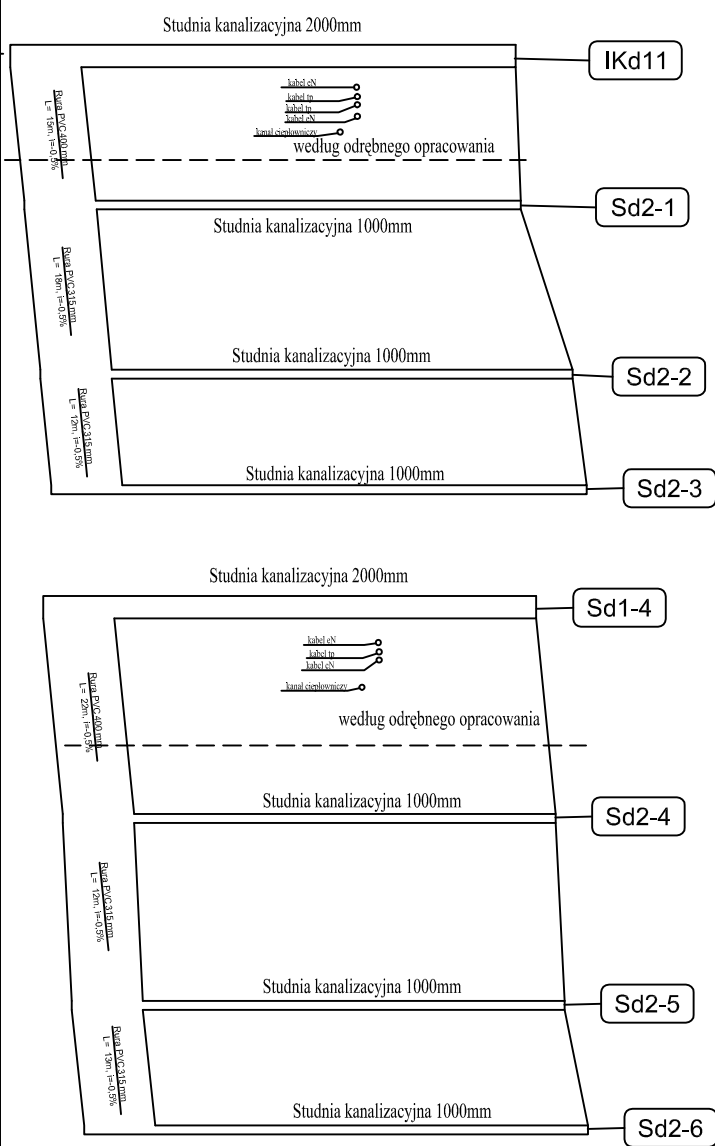 Studnia kanalizacyjna 2000mm
IKd11
kabel eN
kabel tp
kabel tp
kabel eN
kanał ciepłowniczy
według odrębnego opracowania
Rura PVC 400 mm
L= 15m, i=-0,5%
Sd2-1
Studnia kanalizacyjna 1000mm
Rura PVC 315 mm
L= 18m, i=-0,5%
Studnia kanalizacyjna 1000mm
Sd2-2
Rura PVC 315 mm
L= 12m, i=-0,5%
Studnia kanalizacyjna 1000mm
Sd2-3
Studnia kanalizacyjna 2000mm
Sd1-4
kabel eN
kabel tp
kabel eN
kanał ciepłowniczy
Rura PVC 400 mm
L= 22m, i=-0,5%
według odrębnego opracowania
Studnia kanalizacyjna 1000mm
Sd2-4
Rura PVC 315 mm
L= 12m, i=-0,5%
Studnia kanalizacyjna 1000mm
Sd2-5
Rura PVC 315 mm
L= 13m, i=-0,5%
Studnia kanalizacyjna 1000mm
Sd2-6